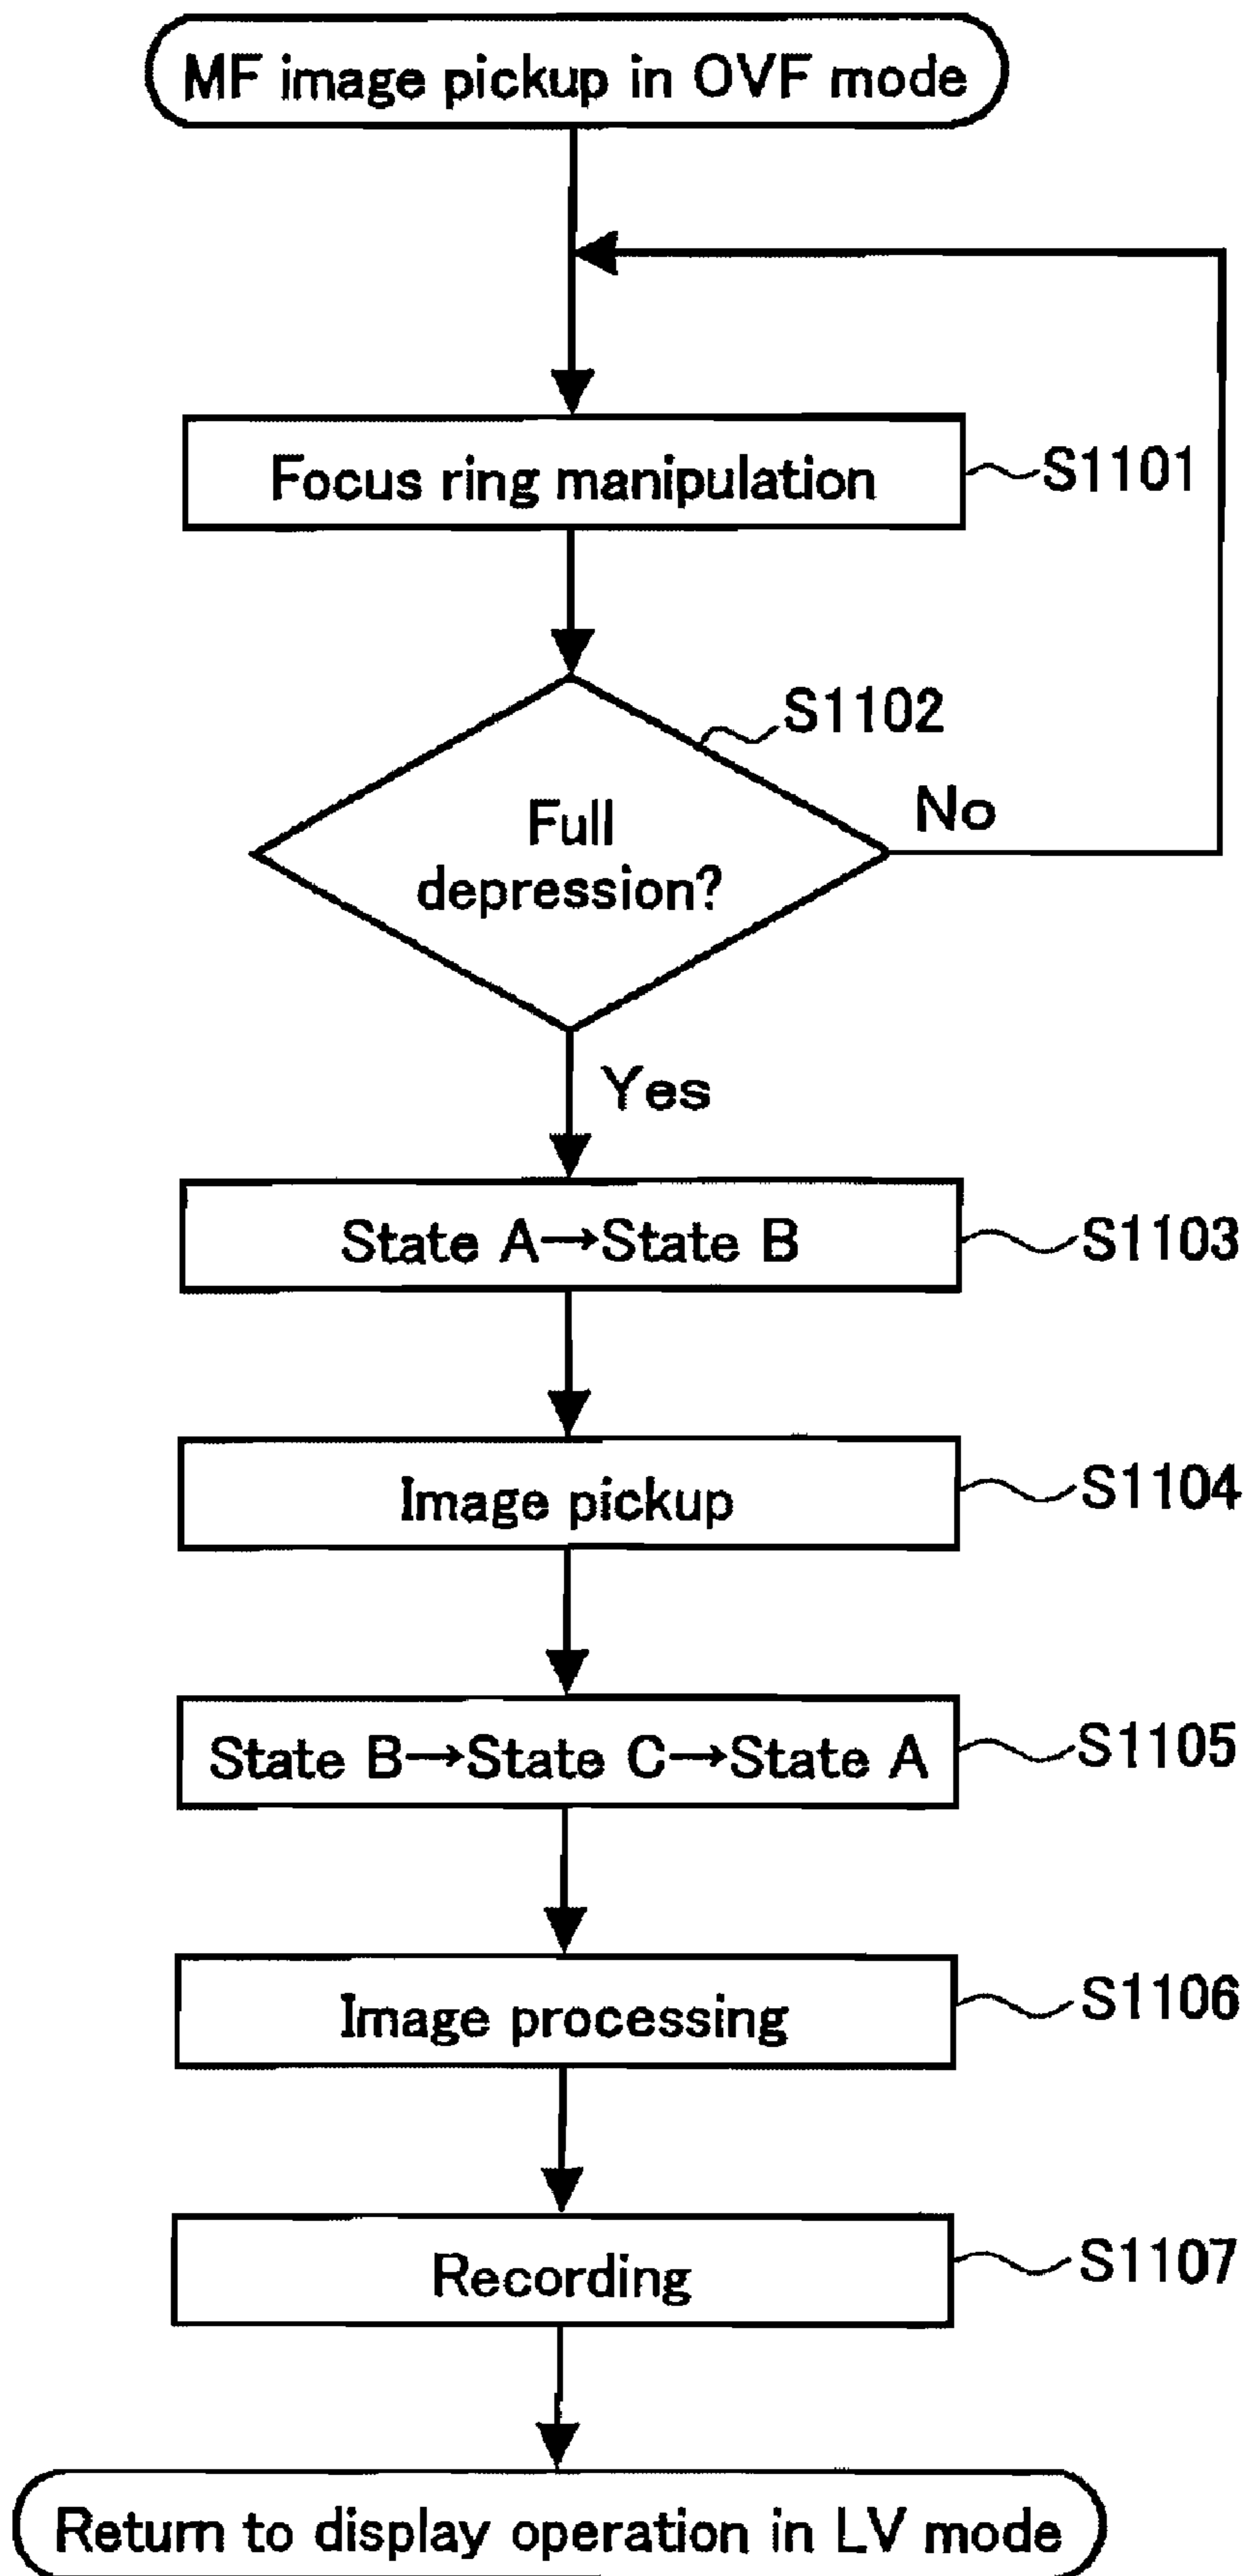 MF image pickup in OVF mode
Focus ring manipulation
S1101
S1102
Full
depression?
No
Yes
State A→State B
S1103
Image pickup
S1104
State B→State C→State A
S1105
Image processing
S1106
Recording
S1107
Return to display operation in LV mode